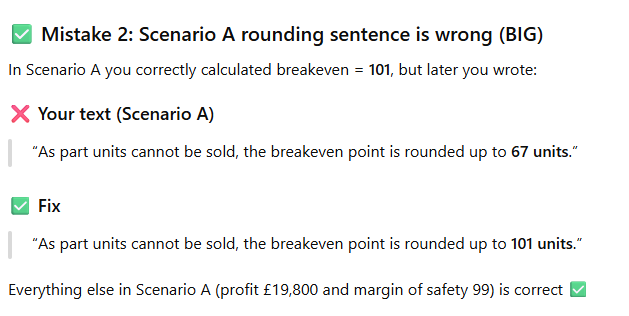 ✅ Mistake 2: Scenario A rounding sentence is wrong (BIG)
In Scenario A you correctly calculated breakeven = 101, but later you wrote:
❌ Your text (Scenario A)
“As part units cannot be sold, the breakeven point is rounded up to 67 units.”
✅ Fix
“As part units cannot be sold, the breakeven point is rounded up to 101 units.”
Everything else in Scenario A (profit £19,800 and margin of safety 99) is correct ✅